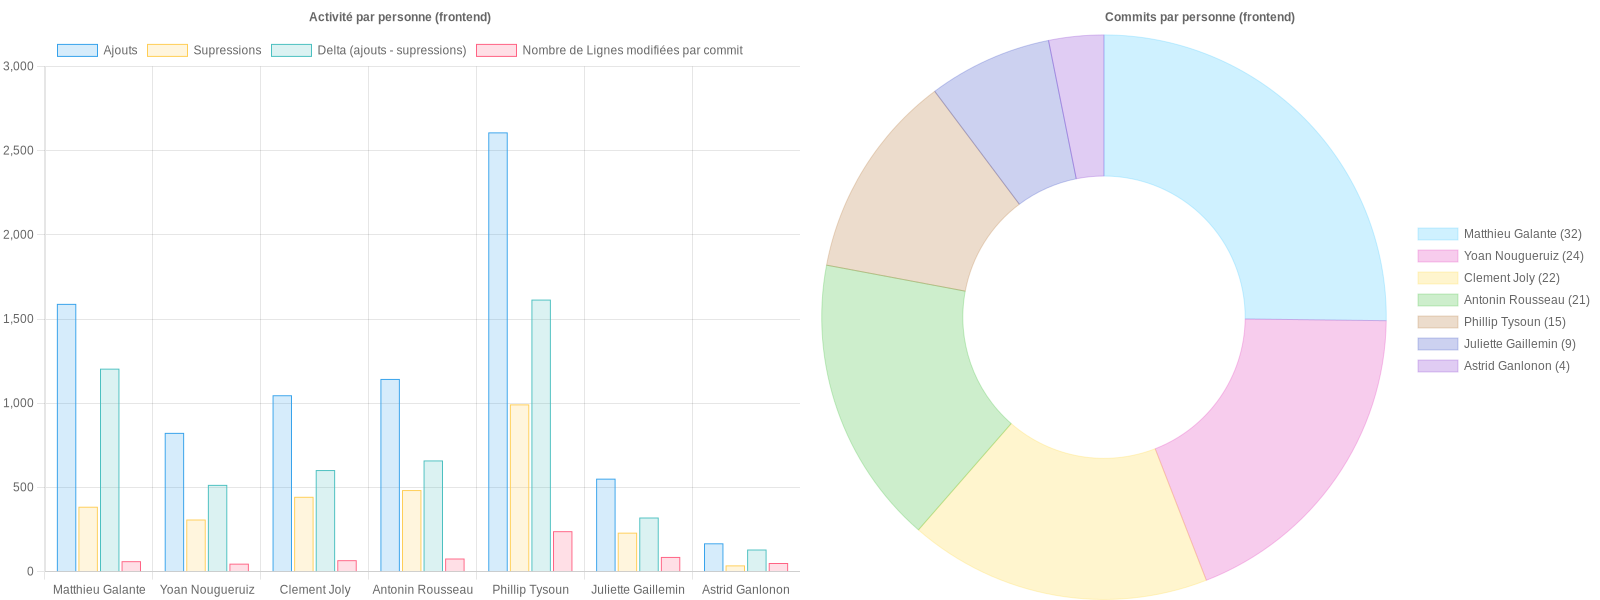 Activité par personne (frontend)
Ajouts
Supressions
Delta (ajouts - supressions)
Nombre de Lignes modifiées par commit
3,000
2,500
2,000
1,500
1,000
500
0
Matthieu Galante
Yoan Nougueruiz
Clement Joly
Antonin Rousseau
Phillip Tysoun
Juliette Gaillemin
Astrid Ganlonon
Commits par personne (frontend)
Matthieu Galante (32)
Yoan Nougueruiz (24)
Clement Joly (22)
Antonin Rousseau (21)
Phillip Tysoun (15)
Juliette Gaillemin (9)
Astrid Ganlonon (4)